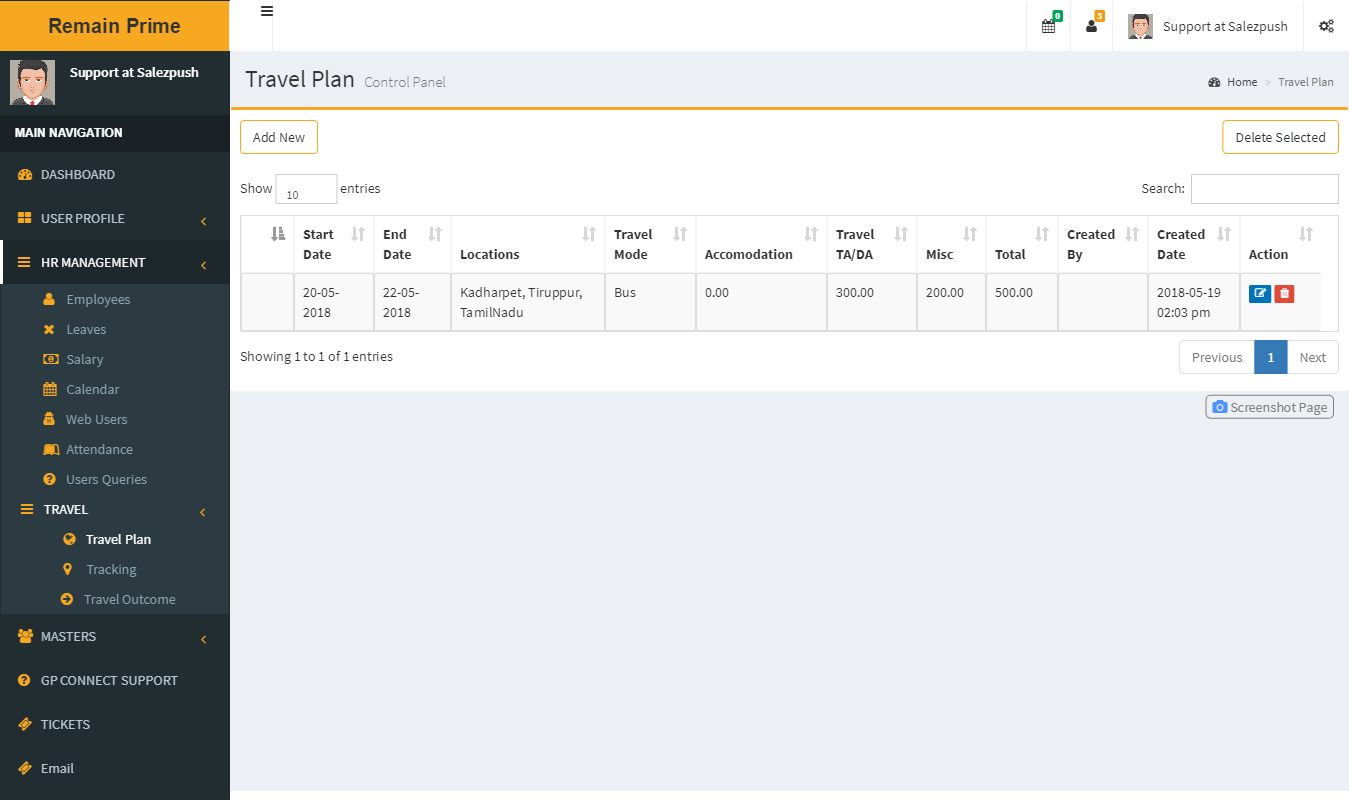 Remain Prime
0
3
Support at Salezpush
Support at Salezpush
MAIN NAVIGATION
DASHBOARD
USER PROFILE
HR MANAGEMENT
Employees
Leaves
Salary
Calendar
Web Users
Attendance
Users Queries
TRAVEL
Travel Plan
Tracking
Travel Outcome
MASTERS
GP CONNECT SUPPORT
TICKETS
Email
Travel Plan Control Panel
Home > Travel Plan
Add New
Delete Selected
Show 10 entries
Search:
Start Date
End Date
Locations
Travel Mode
Accomodation
Travel TA/DA
Misc
Total
Created By
Created Date
Action
20-05-2018
22-05-2018
Kadharpet, Tiruppur,
TamilNadu
Bus
0.00
300.00
200.00
500.00
2018-05-19
02:03 pm
Showing 1 to 1 of 1 entries
Previous 1 Next
Screenshot Page